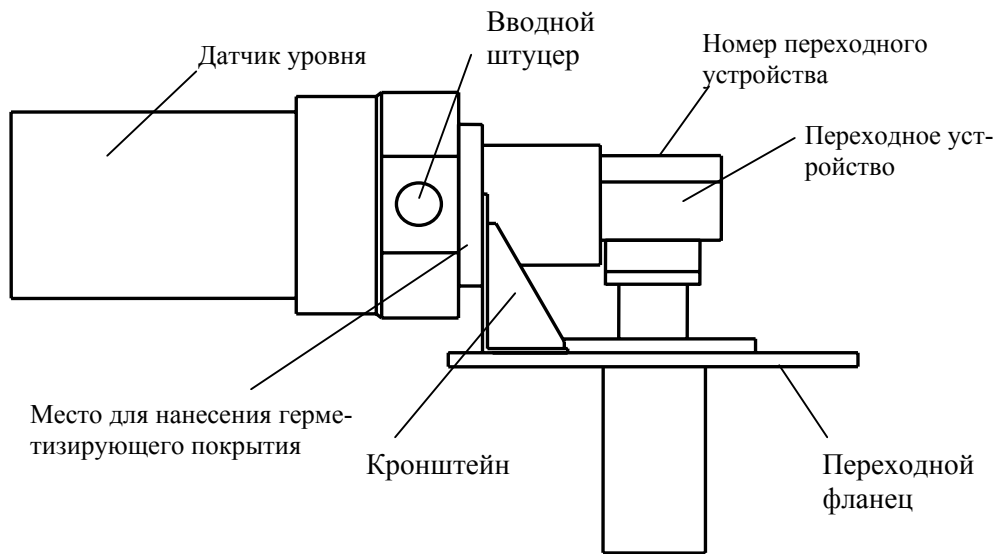 Вводной
штуцер
Датчик уровня
Номер переходного
устройства
Переходное уст-
ройство
Место для нанесения герме-
тизирующего покрытия
Кронштейн
Переходной
фланец